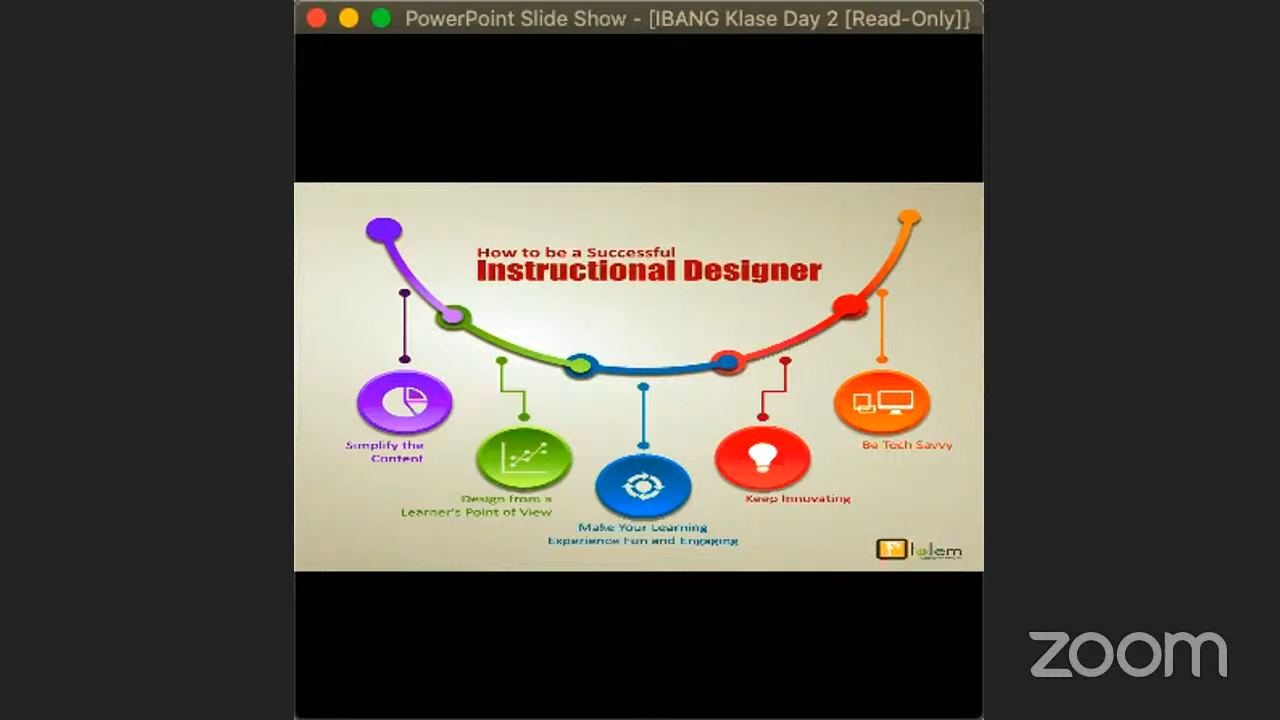 PowerPoint Slide Show - [IBANG Klase Day 2 [Read-Only]]
How to be a Successful
Instructional Designer
Simplify the
Content
Be Tech Savvy
Design from a
Learner's Point of View
Keep Innovating
Make Your Learning
Experience Fun and Engaging
zoom